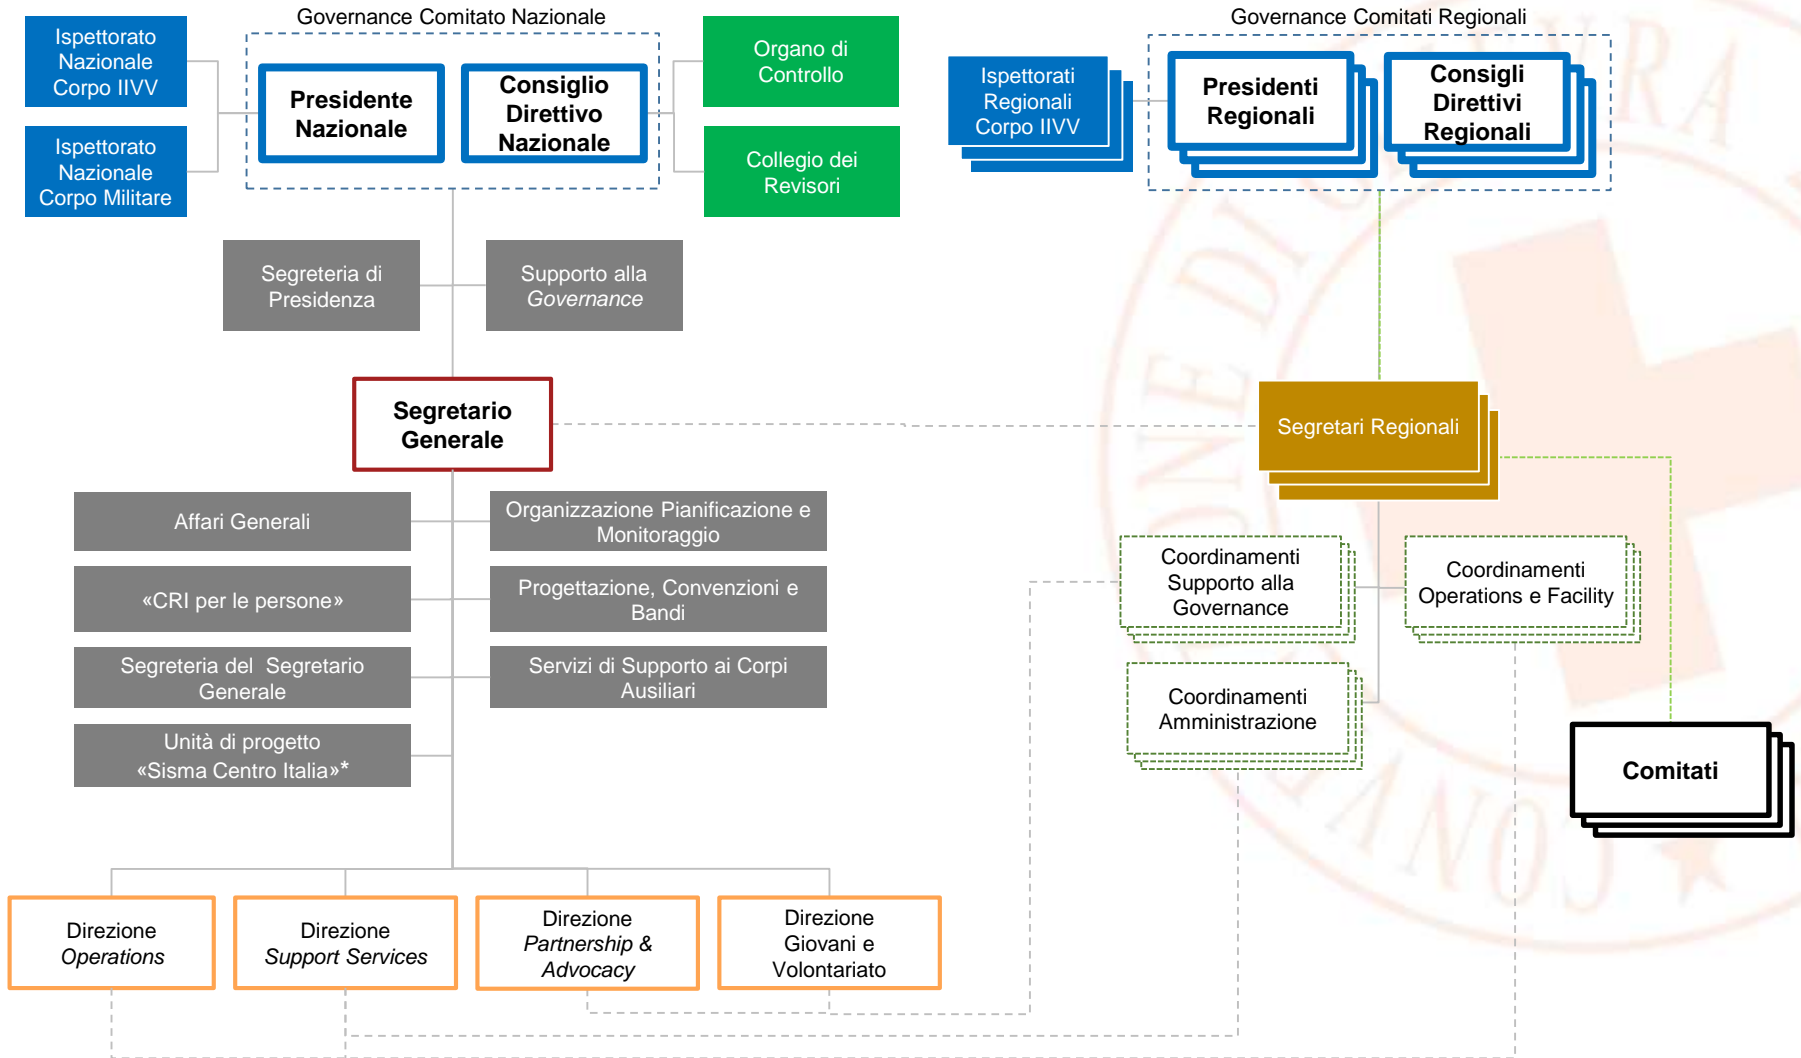 Governance Comitato Nazionale
Ispettorato
Nazionale
Corpo IIVV
Ispettorato
Nazionale
Corpo Militare
Presidente
Nazionale
Consiglio
Direttivo
Nazionale
Organo di
Controllo
Collegio dei
Revisori
Governance Comitati Regionali
Ispettorati
Regionali
Corpo IIVV
Presidenti
Regionali
Consigli
Direttivi
Regionali
Segreteria di
Presidenza
Supporto alla
Governance
Segretario
Generale
Segretari Regionali
Affari Generali
Organizzazione Pianificazione e
Monitoraggio
«CRI per le persone»
Progettazione, Convenzioni e
Bandi
Segreteria del Segretario
Generale
Servizi di Supporto ai Corpi
Ausiliari
Unità di progetto
«Sisma Centro Italia»*
Coordinamenti
Supporto alla
Governance
Coordinamenti
Operations e Facility
Coordinamenti
Amministrazione
Comitati
Direzione
Operations
Direzione
Support Services
Direzione
Partnership &
Advocacy
Direzione
Giovani e
Volontariato